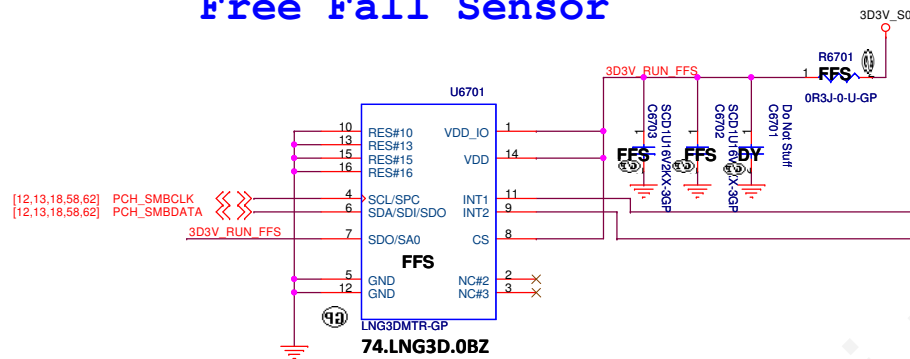 Free Fall Sensor
3D3V_S0
R6701
1
FFS
0R3J-0-U-GP
3D3V_RUN_FFS
U6701
10 RES#10 VDD_IO 1
13 RES#13
15 RES#15 VDD 14
16 RES#16
[12,13,18,58,62] PCH_SMBCLK 4 SCL/SPC INT1 11
[12,13,18,58,62] PCH_SMBDATA 6 SDA/SDI/SDO INT2 9
3D3V_RUN_FFS 7 SDO/SA0 CS 8
FFS
5 GND NC#2 2
12 GND NC#3 3
GP
LNG3DMTR-GP
74.LNG3D.0BZ
1
FFS
C6703
SCD1U16V2KX-3GP
1
FFS
C6702
SCD1U16V2KX-3GP
1
DY
C6701
Do Not Stuff